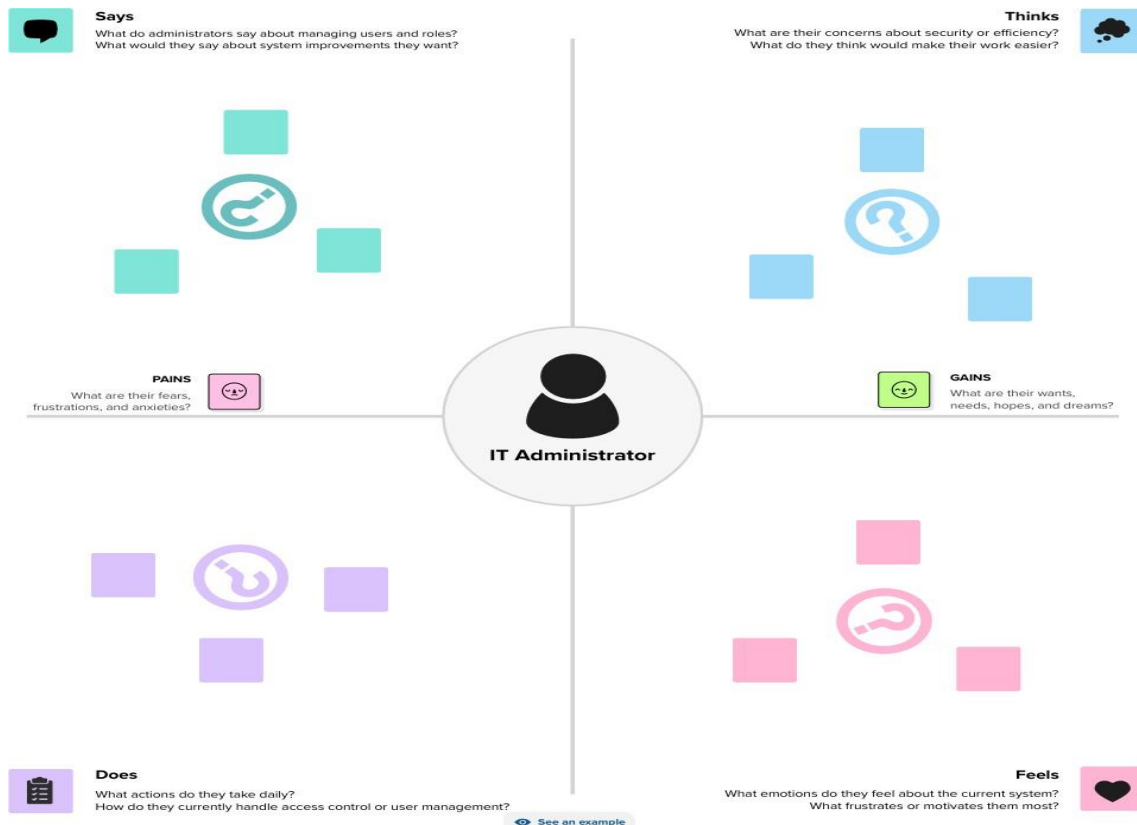 Says
What do administrators say about managing users and roles?
What would they say about system improvements they want?
Thinks
What are their concerns about security or efficiency?
What do they think would make their work easier?
PAINS
What are their fears,
frustrations, and anxieties?
GAINS
What are their wants,
needs, hopes, and dreams?
IT Administrator
Does
What actions do they take daily?
How do they currently handle access control or user management?
Feels
What emotions do they feel about the current system?
What frustrates or motivates them most?
See an example